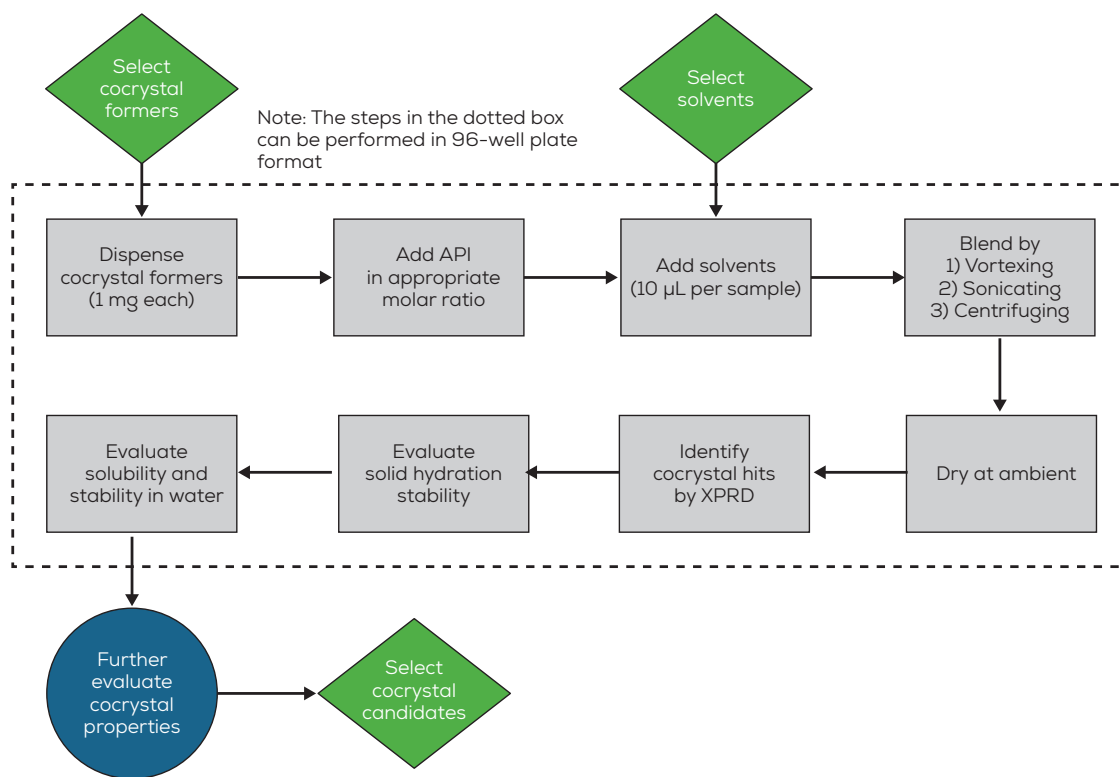 Select
cocrystal
formers
Note: The steps in the dotted box
can be performed in 96-well plate
format
Select
solvents
Dispense
cocrystal formers
(1 mg each)
Add API
in appropriate
molar ratio
Add solvents
(10 µL per sample)
Blend by
1) Vortexing
2) Sonicating
3) Centrifuging
Dry at ambient
Identify
cocrystal hits
by XPRD
Evaluate
solid hydration
stability
Evaluate
solubility and
stability in water
Further
evaluate
cocrystal
properties
Select
cocrystal
candidates